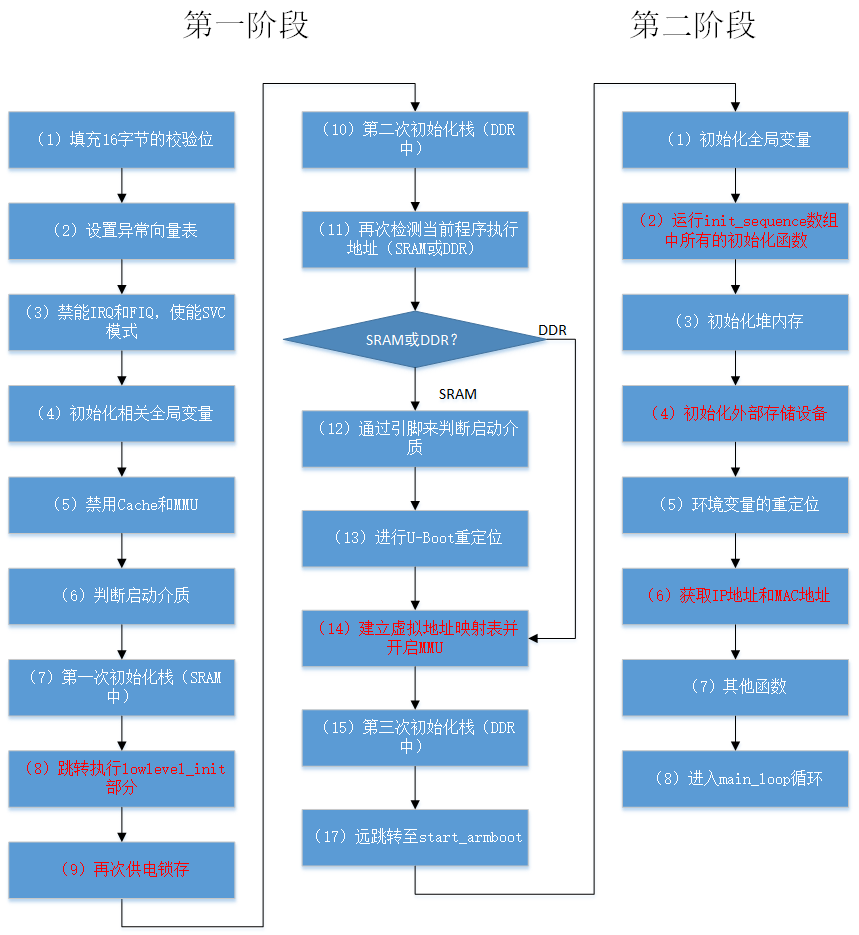 第一阶段
第二阶段
（1）填充16字节的校验位
（2）设置异常向量表
（3）禁能IRQ和FIQ，使能SVC
模式
（4）初始化相关全局变量
（5）禁用Cache和MMU
（6）判断启动介质
（7）第一次初始化栈（SRAM
中）
（8）跳转执行lowlevel_init
部分
（9）再次供电锁存
（10）第二次初始化栈（DDR
中）
（11）再次检测当前程序执行
地址（SRAM或DDR）
SRAM或DDR？
DDR
SRAM
（12）通过引脚来判断启动介
质
（13）进行U-Boot重定位
（14）建立虚拟地址映射表并
开启MMU
（15）第三次初始化栈（DDR
中）
（17）远跳转至start_armboot
（1）初始化全局变量
（2）运行init_sequence数组
中所有的初始化函数
（3）初始化堆内存
（4）初始化外部存储设备
（5）环境变量的重定位
（6）获取IP地址和MAC地址
（7）其他函数
（8）进入main_loop循环